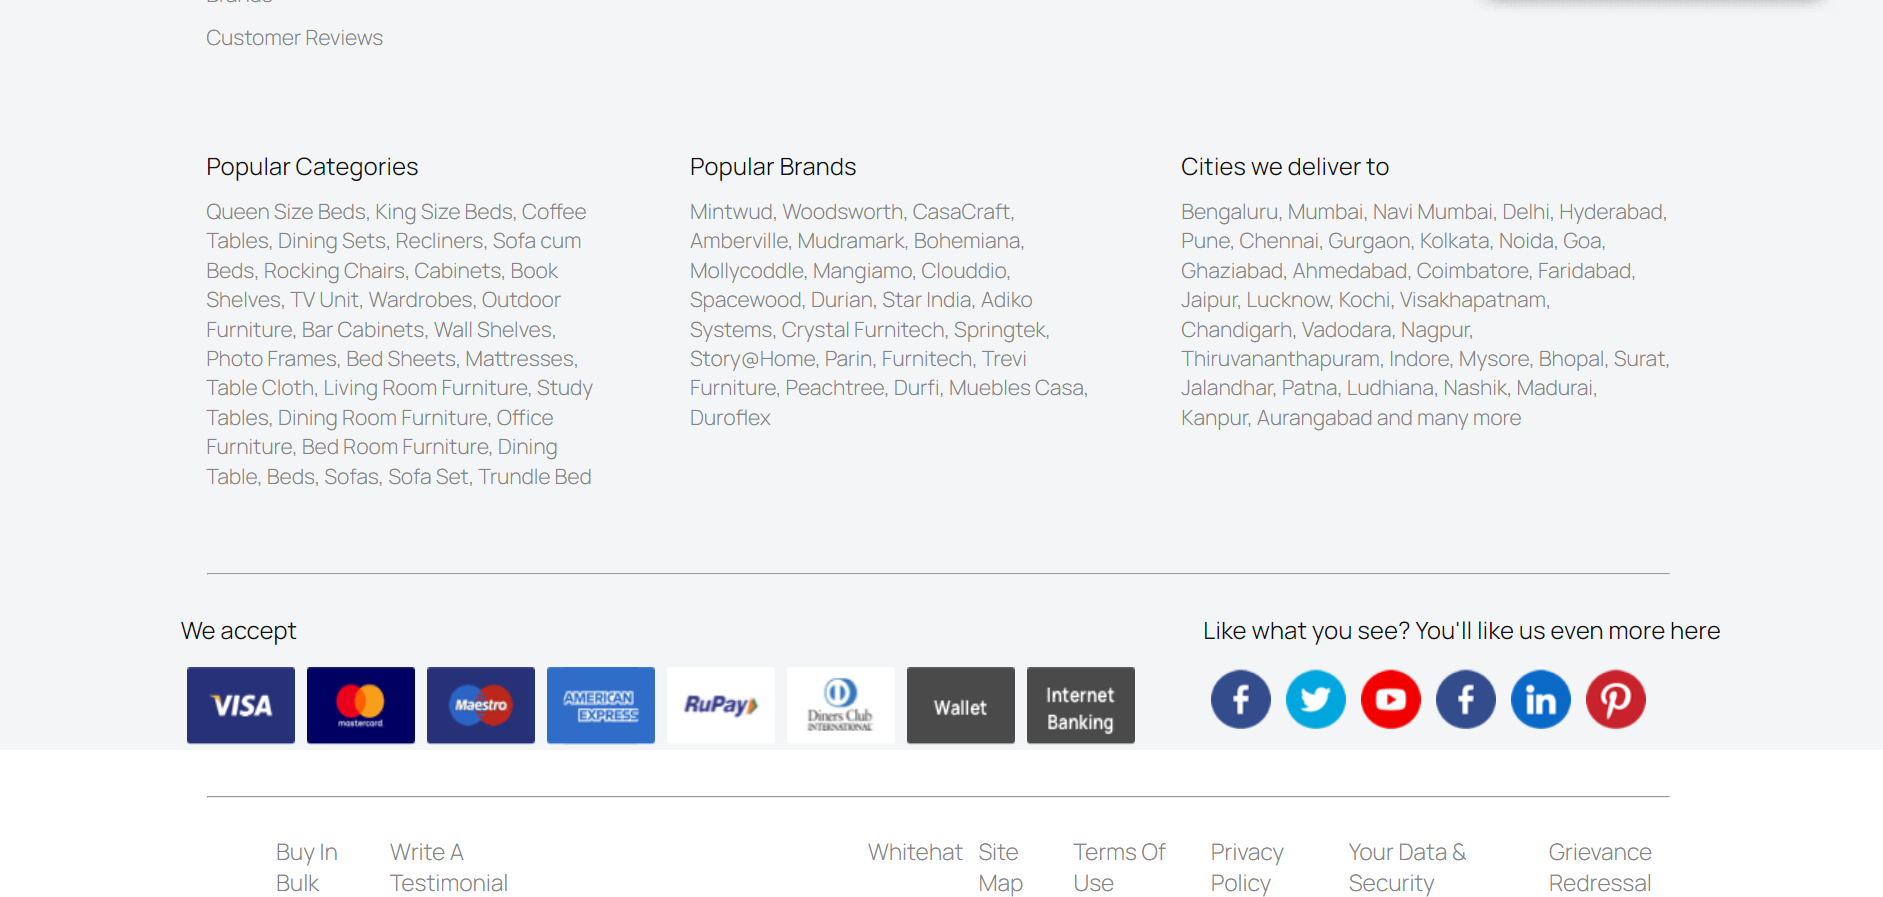 Brands
Customer Reviews
Popular Categories
Queen Size Beds, King Size Beds, Coffee
Tables, Dining Sets, Recliners, Sofa cum
Beds, Rocking Chairs, Cabinets, Book
Shelves, TV Unit, Wardrobes, Outdoor
Furniture, Bar Cabinets, Wall Shelves,
Photo Frames, Bed Sheets, Mattresses,
Table Cloth, Living Room Furniture, Study
Tables, Dining Room Furniture, Office
Furniture, Bed Room Furniture, Dining
Table, Beds, Sofas, Sofa Set, Trundle Bed
Popular Brands
Mintwud, Woodsworth, CasaCraft,
Amberville, Mudramark, Bohemiana,
Mollycoddle, Mangiamo, Clouddio,
Spacewood, Durian, Star India, Adiko
Systems, Crystal Furnitech, Springtek,
Story@Home, Parin, Furnitech, Trevi
Furniture, Peachtree, Durfi, Muebles Casa,
Duroflex
Cities we deliver to
Bengaluru, Mumbai, Navi Mumbai, Delhi, Hyderabad,
Pune, Chennai, Gurgaon, Kolkata, Noida, Goa,
Ghaziabad, Ahmedabad, Coimbatore, Faridabad,
Jaipur, Lucknow, Kochi, Visakhapatnam,
Chandigarh, Vadodara, Nagpur,
Thiruvananthapuram, Indore, Mysore, Bhopal, Surat,
Jalandhar, Patna, Ludhiana, Nashik, Madurai,
Kanpur, Aurangabad and many more
We accept
VISA
mastercard
Maestro
AMERICAN
EXPRESS
RuPay
Diners Club
INTERNATIONAL
Wallet
Internet
Banking
Like what you see? You'll like us even more here
Buy In
Bulk
Write A
Testimonial
Whitehat
Site
Map
Terms Of
Use
Privacy
Policy
Your Data &
Security
Grievance
Redressal